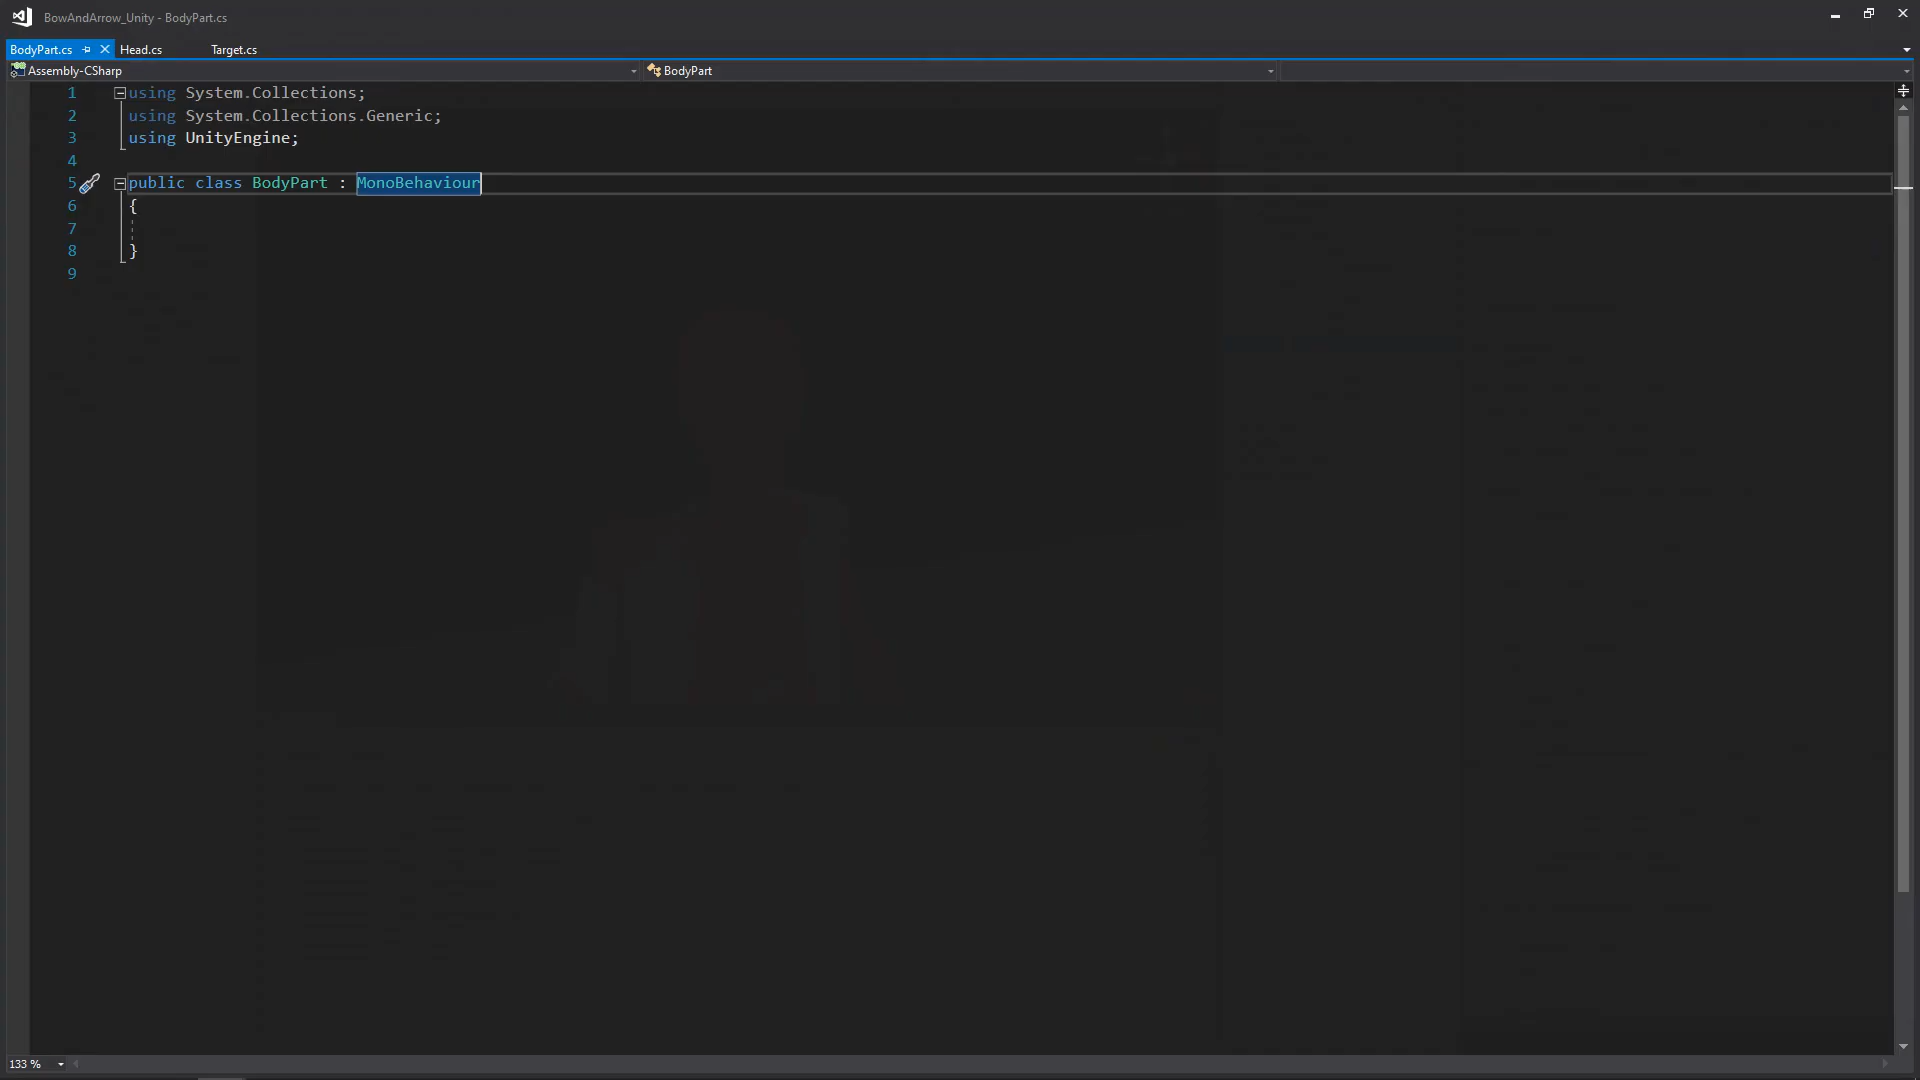 BowAndArrow_Unity - BodyPart.cs
BodyPart.cs Head.cs Target.cs
Assembly-CSharp BodyPart
1 using System.Collections;
2 using System.Collections.Generic;
3 using UnityEngine;
4
5 public class BodyPart : MonoBehaviour
6 {
7
8 }
9
133 %